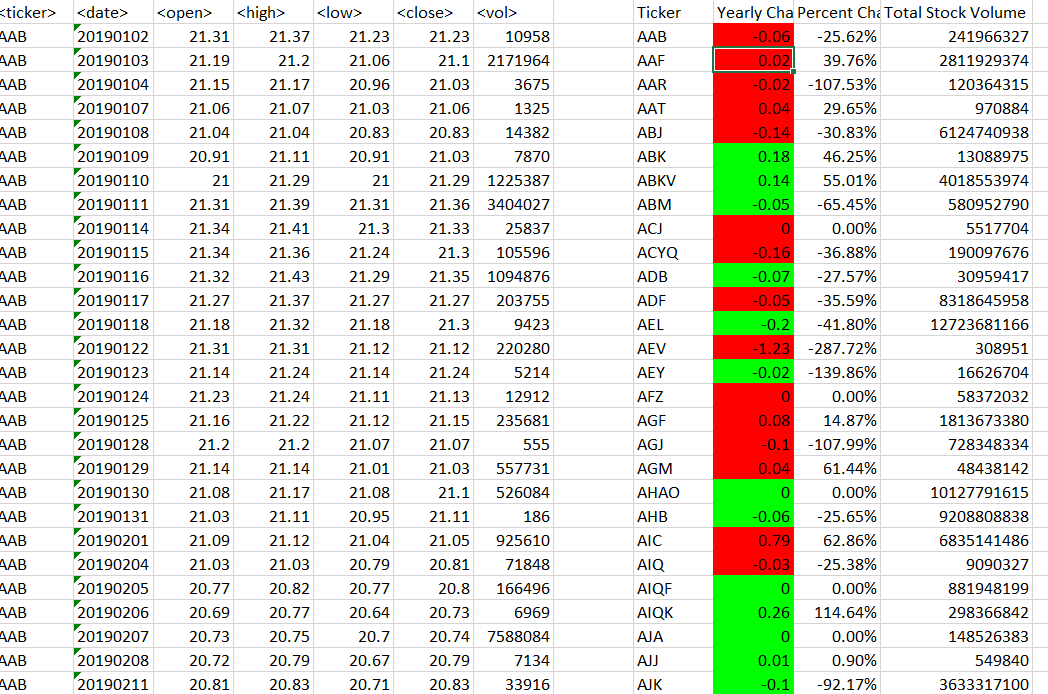 <ticker> <date> <open> <high> <low> <close> <vol> Ticker Yearly Cha Percent Cha Total Stock Volume
AAB 20190102 21.31 21.37 21.23 21.23 10958 AAB -0.06 -25.62% 241966327
AAB 20190103 21.19 21.2 21.06 21.1 2171964 AAF 0.02 39.76% 2811929374
AAB 20190104 21.15 21.17 20.96 21.03 3675 AAR -0.02 -107.53% 120364315
AAB 20190107 21.06 21.07 21.03 21.06 1325 AAT 0.04 29.65% 970884
AAB 20190108 21.04 21.04 20.83 20.83 14382 ABJ -0.14 -30.83% 6124740938
AAB 20190109 20.91 21.11 20.91 21.03 7870 ABK 0.18 46.25% 13088975
AAB 20190110 21 21.29 21 21.29 1225387 ABKV 0.14 55.01% 4018553974
AAB 20190111 21.31 21.39 21.31 21.36 3404027 ABM -0.05 -65.45% 580952790
AAB 20190114 21.34 21.41 21.3 21.33 25837 ACJ 0 0.00% 5517704
AAB 20190115 21.34 21.36 21.24 21.3 105596 ACYQ -0.16 -36.88% 190097676
AAB 20190116 21.32 21.43 21.29 21.35 1094876 ADB -0.07 -27.57% 30959417
AAB 20190117 21.27 21.37 21.27 21.27 203755 ADF -0.05 -35.59% 8318645958
AAB 20190118 21.18 21.32 21.18 21.3 9423 AEL -0.2 -41.80% 12723681166
AAB 20190122 21.31 21.31 21.12 21.12 220280 AEV -1.23 -287.72% 308951
AAB 20190123 21.14 21.24 21.14 21.24 5214 AEY -0.02 -139.86% 16626704
AAB 20190124 21.23 21.24 21.11 21.13 12912 AFZ 0 0.00% 58372032
AAB 20190125 21.16 21.22 21.12 21.15 235681 AGF 0.08 14.87% 1813673380
AAB 20190128 21.2 21.2 21.07 21.07 555 AGJ -0.1 -107.99% 728348334
AAB 20190129 21.14 21.14 21.01 21.03 557731 AGM 0.04 61.44% 48438142
AAB 20190130 21.08 21.17 21.08 21.1 526084 AHAO 0 0.00% 10127791615
AAB 20190131 21.03 21.11 20.95 21.11 186 AHB -0.06 -25.65% 9208808838
AAB 20190201 21.09 21.12 21.04 21.05 925610 AIC 0.79 62.86% 6835141486
AAB 20190204 21.03 21.03 20.79 20.81 71848 AIQ -0.03 -25.38% 9090327
AAB 20190205 20.77 20.82 20.77 20.8 166496 AIQF 0 0.00% 881948199
AAB 20190206 20.69 20.77 20.64 20.73 6969 AIQK 0.26 114.64% 298366842
AAB 20190207 20.73 20.75 20.7 20.74 7588084 AJA 0 0.00% 148526383
AAB 20190208 20.72 20.79 20.67 20.79 7134 AJJ 0.01 0.90% 549840
AAB 20190211 20.81 20.83 20.71 20.83 33916 AJK -0.1 -92.17% 3633317100